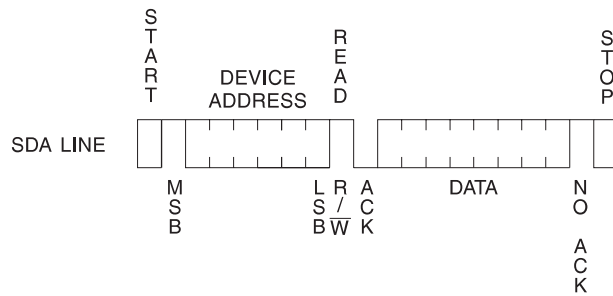 START
DEVICE
ADDRESS
READ
STOP
SDA LINE
MSB
LSB
R/W
ACK
DATA
NO ACK